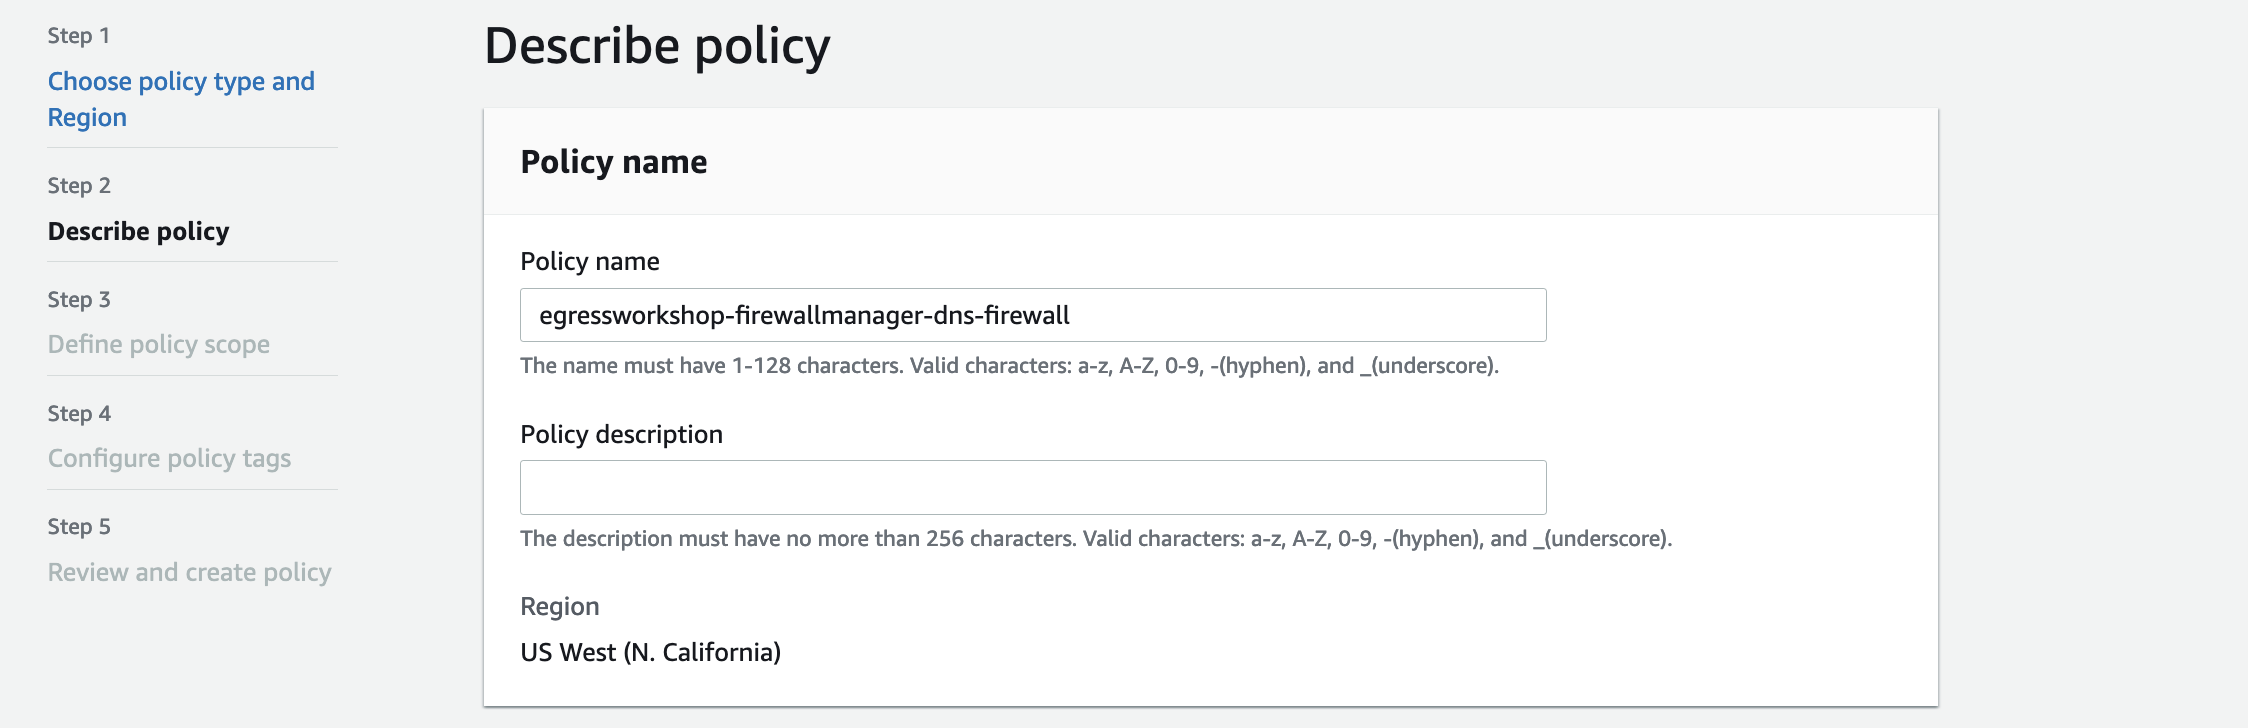 Step 1
Choose policy type and
Region
Step 2
Describe policy
Step 3
Define policy scope
Step 4
Configure policy tags
Step 5
Review and create policy
Describe policy
Policy name
Policy name
egressworkshop-firewallmanager-dns-firewall
The name must have 1-128 characters. Valid characters: a-z, A-Z, 0-9, -(hyphen), and _(underscore).
Policy description
The description must have no more than 256 characters. Valid characters: a-z, A-Z, 0-9, -(hyphen), and _(underscore).
Region
US West (N. California)